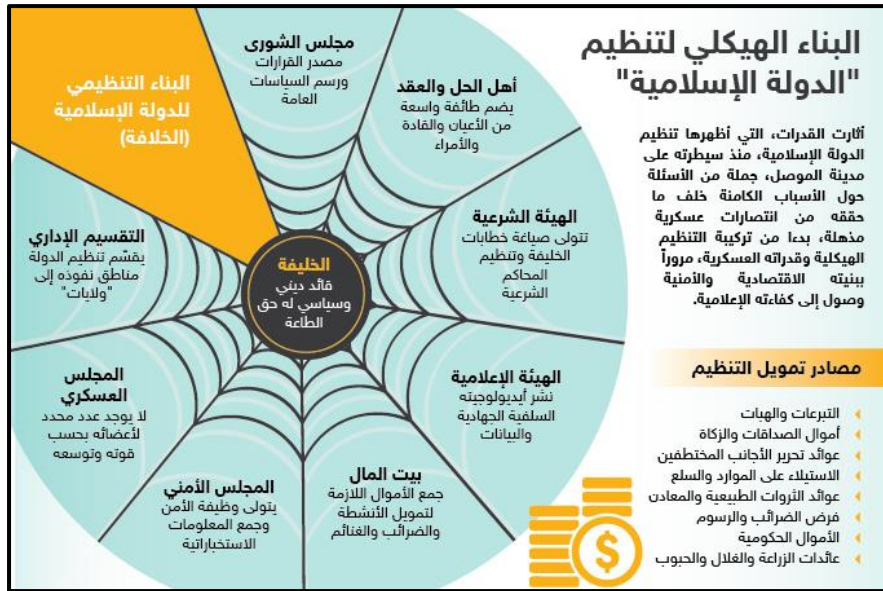 البناء الهيكلي لتنظيم
"الدولة الإسلامية"
أثارت القدرات، التي أظهرها تنظيم
الدولة الإسلامية، منذ سيطرته على
مدينة الموصل، جملة من الأسئلة
حول الأسباب الكامنة خلف ما
حققه من انتصارات عسكرية
مذهلة، بدءا من تركيبة التنظيم
الهيكلية وقدراته العسكرية، مروراً
ببنيته الاقتصادية والأمنية
وصول إلى كفاءته الإعلامية.
مصادر تمويل التنظيم
التبرعات والهبات
أموال الصداقات والزكاة
عوائد تحرير الأجانب المختطفين
الاستيلاء على الموارد والسلع
عوائد الثروات الطبيعية والمعادن
فرض الضرائب والرسوم
الأموال الحكومية
عائدات الزراعة والغلال والحبوب
$
البناء التنظيمي
للدولة الإسلامية
(الخلافة)
الخليفة
قائد ديني
وسياسي له حق
الطاعة
مجلس الشورى
مصدر القرارات
ورسم السياسات
العامة
أهل الحل والعقد
يضم طائفة واسعة
من الأعيان والقادة
والأمراء
الهيئة الشرعية
تتولى صياغة خطابات
الخليفة وتنظيم
المحاكم
الشرعية
الهيئة الإعلامية
نشر أيديولوجيته
السلفية الجهادية
والبيانات
بيت المال
جمع الأموال اللازمة
لتمويل الأنشطة
والضرائب والغنائم
المجلس الأمني
يتولى وظيفة الأمن
وجمع المعلومات
الاستخباراتية
المجلس
العسكري
لا يوجد عدد محدد
لأعضائه بحسب
قوته وتوسعه
التقسيم الإداري
يقسّم تنظيم الدولة
مناطق نفوذه إلى
"ولايات"